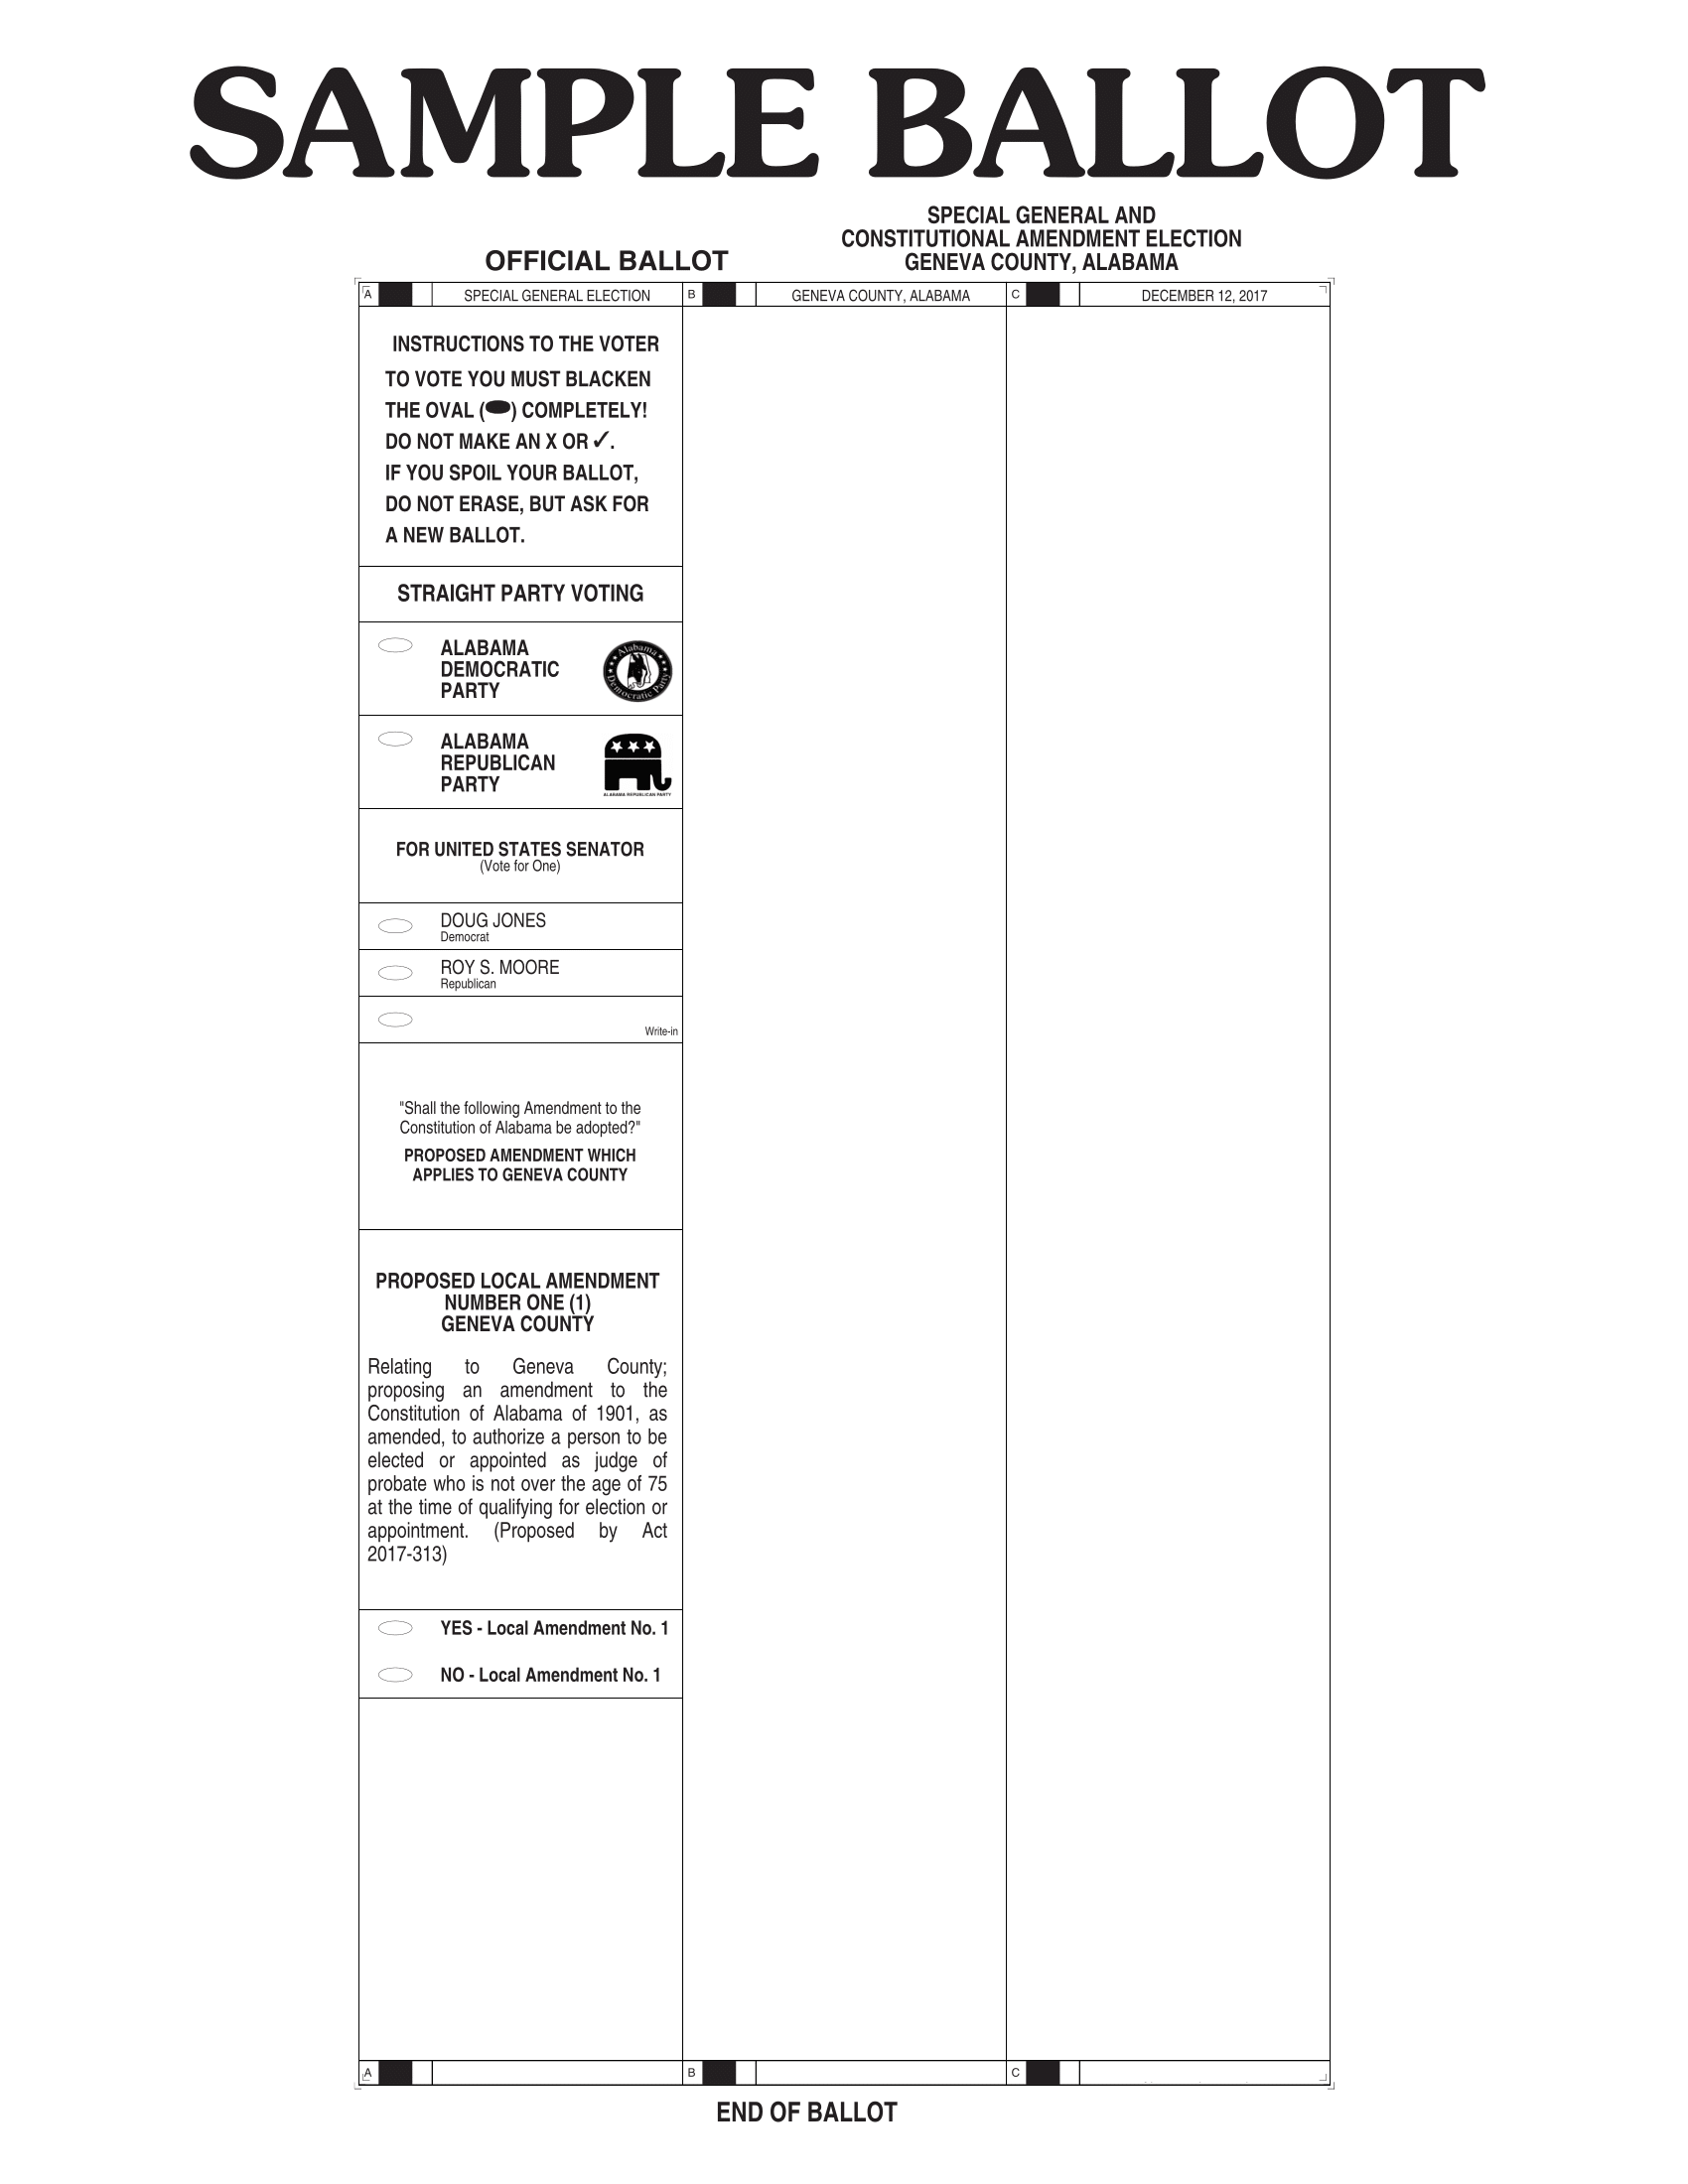 SAMPLE BALLOT
SPECIAL GENERAL AND
CONSTITUTIONAL AMENDMENT ELECTION
OFFICIAL BALLOT
GENEVA COUNTY, ALABAMA
A SPECIAL GENERAL ELECTION B GENEVA COUNTY, ALABAMA C DECEMBER 12, 2017
INSTRUCTIONS TO THE VOTER
TO VOTE YOU MUST BLACKEN
THE OVAL ( ) COMPLETELY!
DO NOT MAKE AN X OR ✓.
IF YOU SPOIL YOUR BALLOT,
DO NOT ERASE, BUT ASK FOR
A NEW BALLOT.
STRAIGHT PARTY VOTING
ALABAMA
DEMOCRATIC
PARTY
Alabama
Democratic Party
ALABAMA
REPUBLICAN
PARTY
ALABAMA REPUBLICAN PARTY
FOR UNITED STATES SENATOR
(Vote for One)
DOUG JONES
Democrat
ROY S. MOORE
Republican
Write-in
"Shall the following Amendment to the
Constitution of Alabama be adopted?"
PROPOSED AMENDMENT WHICH
APPLIES TO GENEVA COUNTY
PROPOSED LOCAL AMENDMENT
NUMBER ONE (1)
GENEVA COUNTY
Relating to Geneva County;
proposing an amendment to the
Constitution of Alabama of 1901, as
amended, to authorize a person to be
elected or appointed as judge of
probate who is not over the age of 75
at the time of qualifying for election or
appointment. (Proposed by Act
2017-313)
YES - Local Amendment No. 1
NO - Local Amendment No. 1
A B C
END OF BALLOT